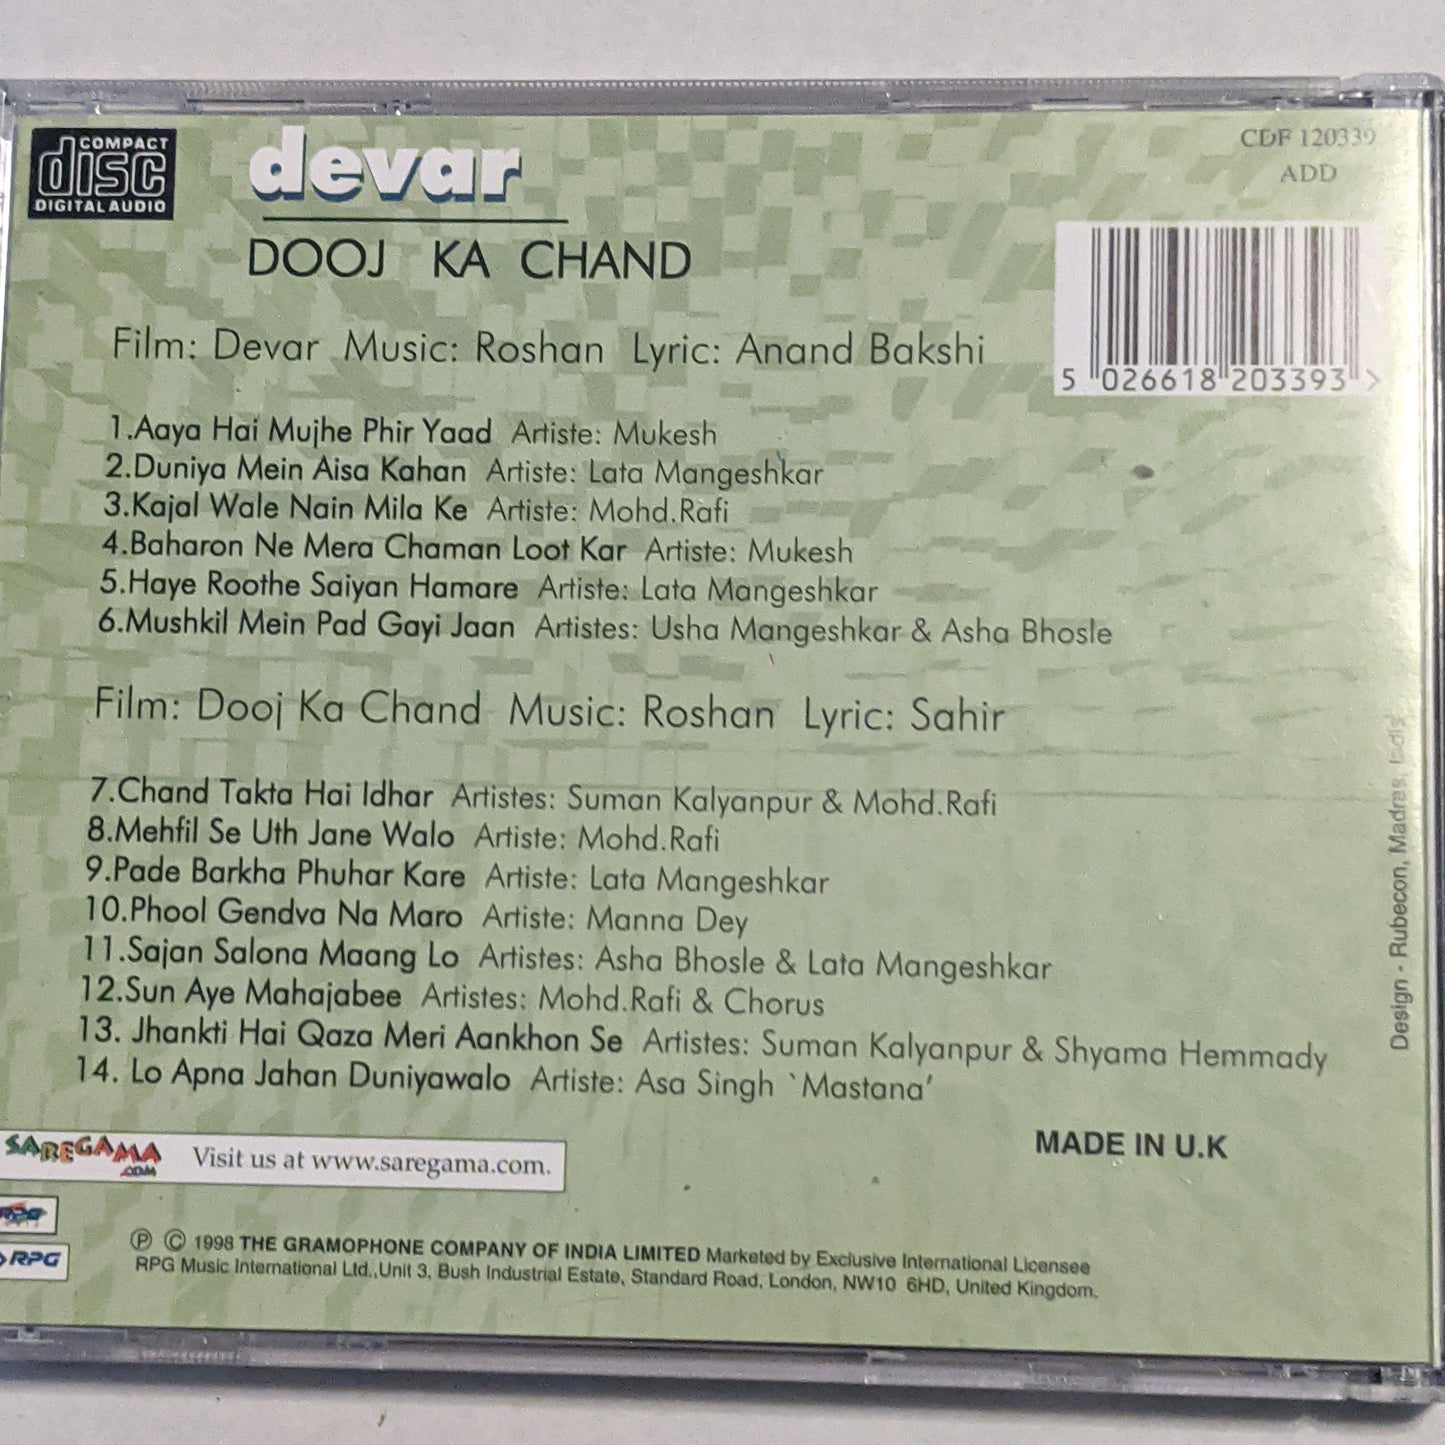 COMPACT
disc
DIGITAL AUDIO
devar
DOOJ KA CHAND
CDF 120339
ADD
5 026618 203393 >
Film: Devar Music: Roshan Lyric: Anand Bakshi
1.Aaya Hai Mujhe Phir Yaad Artiste: Mukesh
2.Duniya Mein Aisa Kahan Artiste: Lata Mangeshkar
3.Kajal Wale Nain Mila Ke Artiste: Mohd.Rafi
4.Baharon Ne Mera Chaman Loot Kar Artiste: Mukesh
5.Haye Roothe Saiyan Hamare Artiste: Lata Mangeshkar
6.Mushkil Mein Pad Gayi Jaan Artistes: Usha Mangeshkar & Asha Bhosle
Film: Dooj Ka Chand Music: Roshan Lyric: Sahir
7.Chand Takta Hai Idhar Artistes: Suman Kalyanpur & Mohd.Rafi
8.Mehfil Se Uth Jane Walo Artiste: Mohd.Rafi
9.Pade Barkha Phuhar Kare Artiste: Lata Mangeshkar
10.Phool Gendva Na Maro Artiste: Manna Dey
11.Sajan Salona Maang Lo Artistes: Asha Bhosle & Lata Mangeshkar
12.Sun Aye Mahajabee Artistes: Mohd.Rafi & Chorus
13. Jhankti Hai Qaza Meri Aankhon Se Artistes: Suman Kalyanpur & Shyama Hemmady
14. Lo Apna Jahan Duniyawalo Artiste: Asa Singh `Mastana'
Design - Rubecon, Madras,
MADE IN U.K
SAREGAMA
.COM
Visit us at www.saregama.com.
RPG
RPG
Ⓟ © 1998 THE GRAMOPHONE COMPANY OF INDIA LIMITED Marketed by Exclusive International Licensee
RPG Music International Ltd.,Unit 3, Bush Industrial Estate, Standard Road, London, NW10 6HD, United Kingdom.